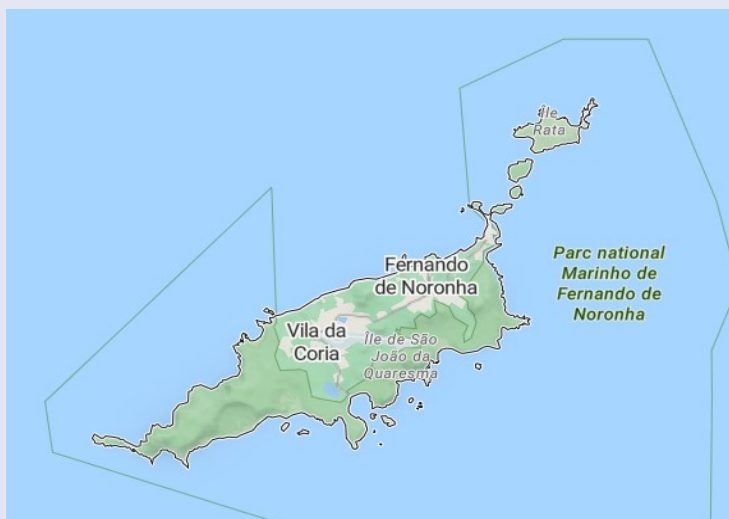 Île
Rata
Fernando
de Noronha
Parc national
Marinho de
Fernando de
Noronha
Vila da
Coria
Île de São
João da
Quaresma